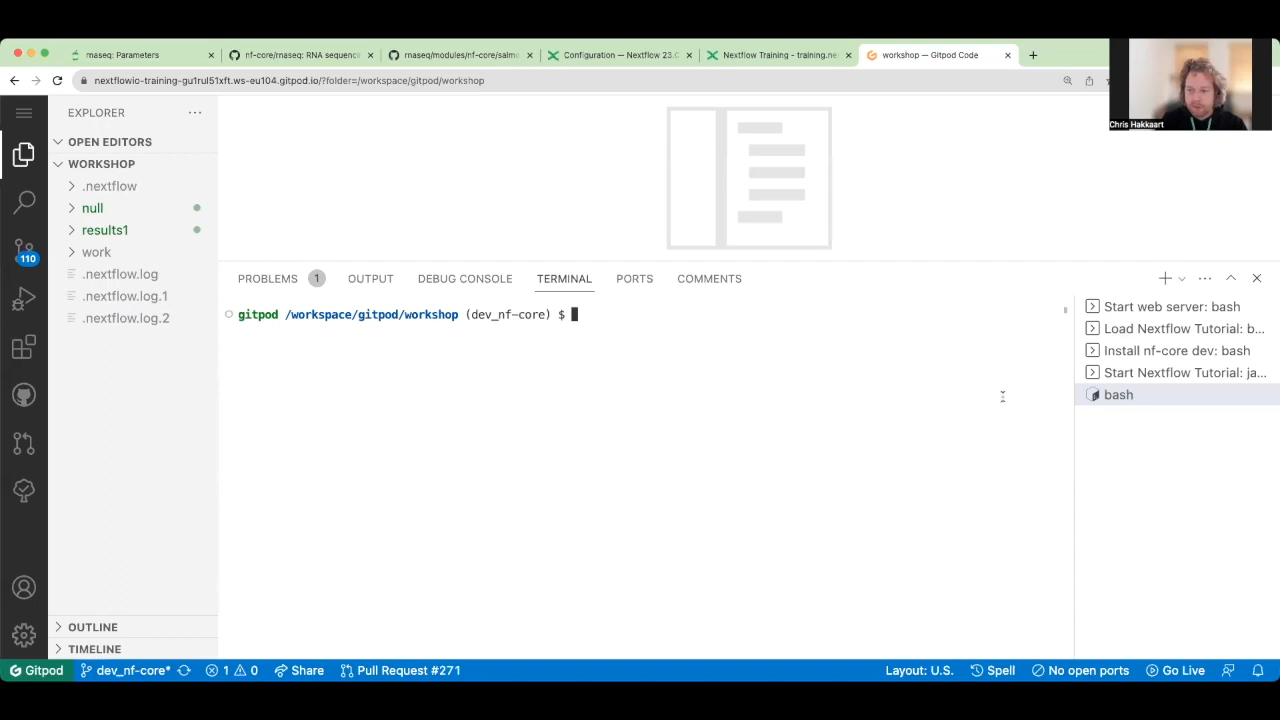 rnaseq: Parameters
nf-core/rnaseq: RNA sequenc
rnaseq/modules/nf-core/salmo
Configuration — Nextflow 23.
Nextflow Training - training.ne
workshop — Gitpod Code
nextflowic-training-gu1rul51xft.ws-eu104.gitpod.io/?folder=/workspace/gitpod/workshop
Chris Hakkaart
EXPLORER
OPEN EDITORS
WORKSHOP
.nextflow
null
results1
work
.nextflow.log
.nextflow.log.1
.nextflow.log.2
110
OUTLINE
TIMELINE
PROBLEMS 1 OUTPUT DEBUG CONSOLE TERMINAL PORTS COMMENTS
gitpod /workspace/gitpod/workshop (dev_nf-core) $
Start web server: bash
Load Nextflow Tutorial: b...
Install nf-core dev: bash
Start Nextflow Tutorial: ja...
bash
Gitpod dev_nf-core* 1 0 Share Pull Request #271 Layout: U.S. Spell No open ports Go Live